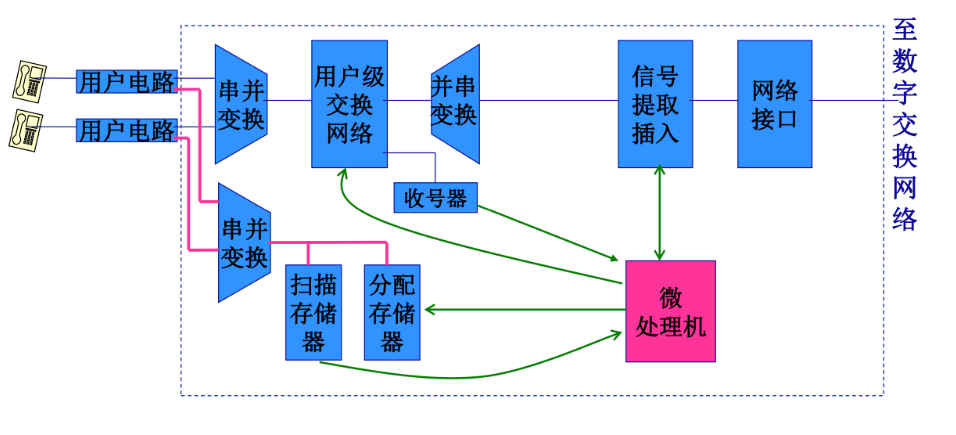 用户电路
用户电路
串并
变换
用户级
交换
网络
并串
变换
信号
提取
插入
网络
接口
至
数
字
交
换
网
络
收号器
串并
变换
扫描
存储
器
分配
存储
器
微
处理机